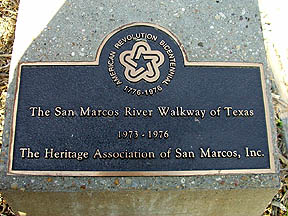 AMERICAN REVOLUTION BICENTENNIAL
1776-1976
The San Marcos River Walkway of Texas
1973 - 1976
The Heritage Association of San Marcos, Inc.